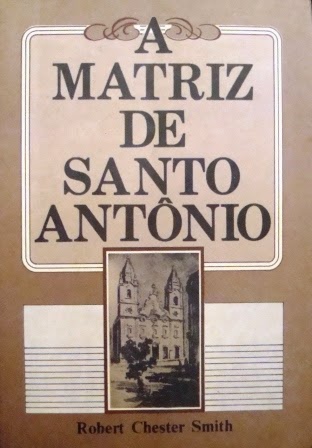 A
MATRIZ
DE
SANTO
ANTÔNIO
Robert Chester Smith